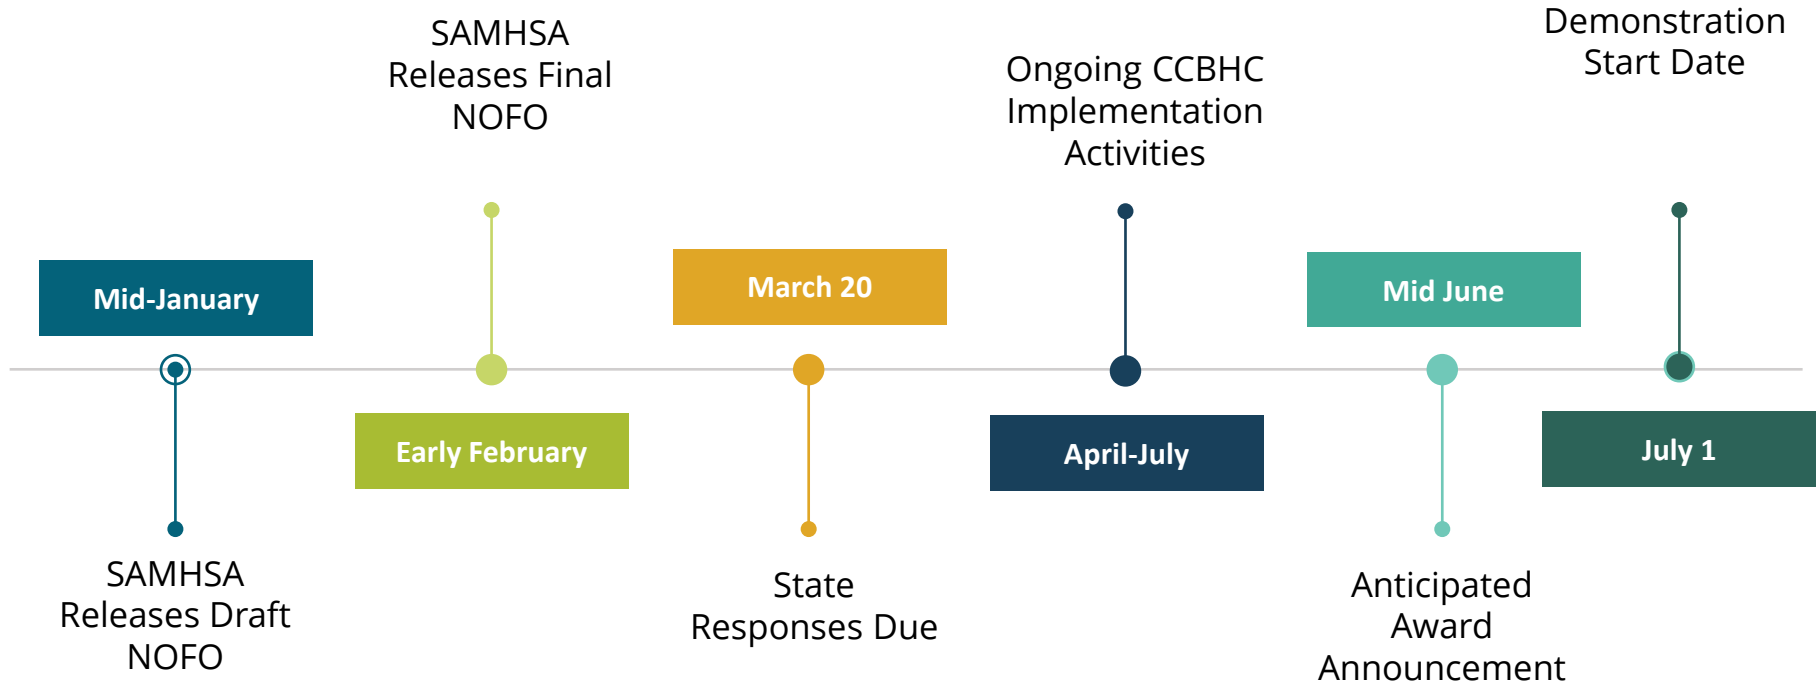 Mid-January
SAMHSA
Releases Draft
NOFO
SAMHSA
Releases Final
NOFO
Early February
March 20
State
Responses Due
Ongoing CCBHC
Implementation
Activities
April-July
Mid June
Anticipated
Award
Announcement
Demonstration
Start Date
July 1